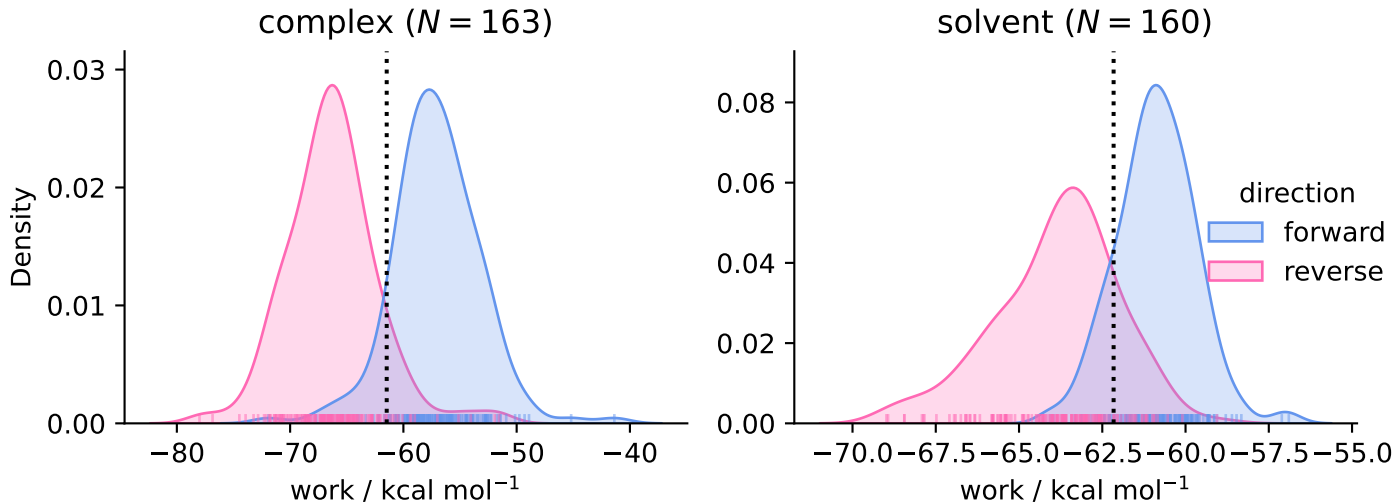 complex (N = 163)
Density
0.03
0.02
0.01
0.00
−80
−70
−60
−50
−40
work / kcal mol⁻¹
solvent (N = 160)
0.08
0.06
0.04
0.02
0.00
−70.0
−67.5
−65.0
−62.5
−60.0
−57.5
−55.0
work / kcal mol⁻¹
direction
forward
reverse